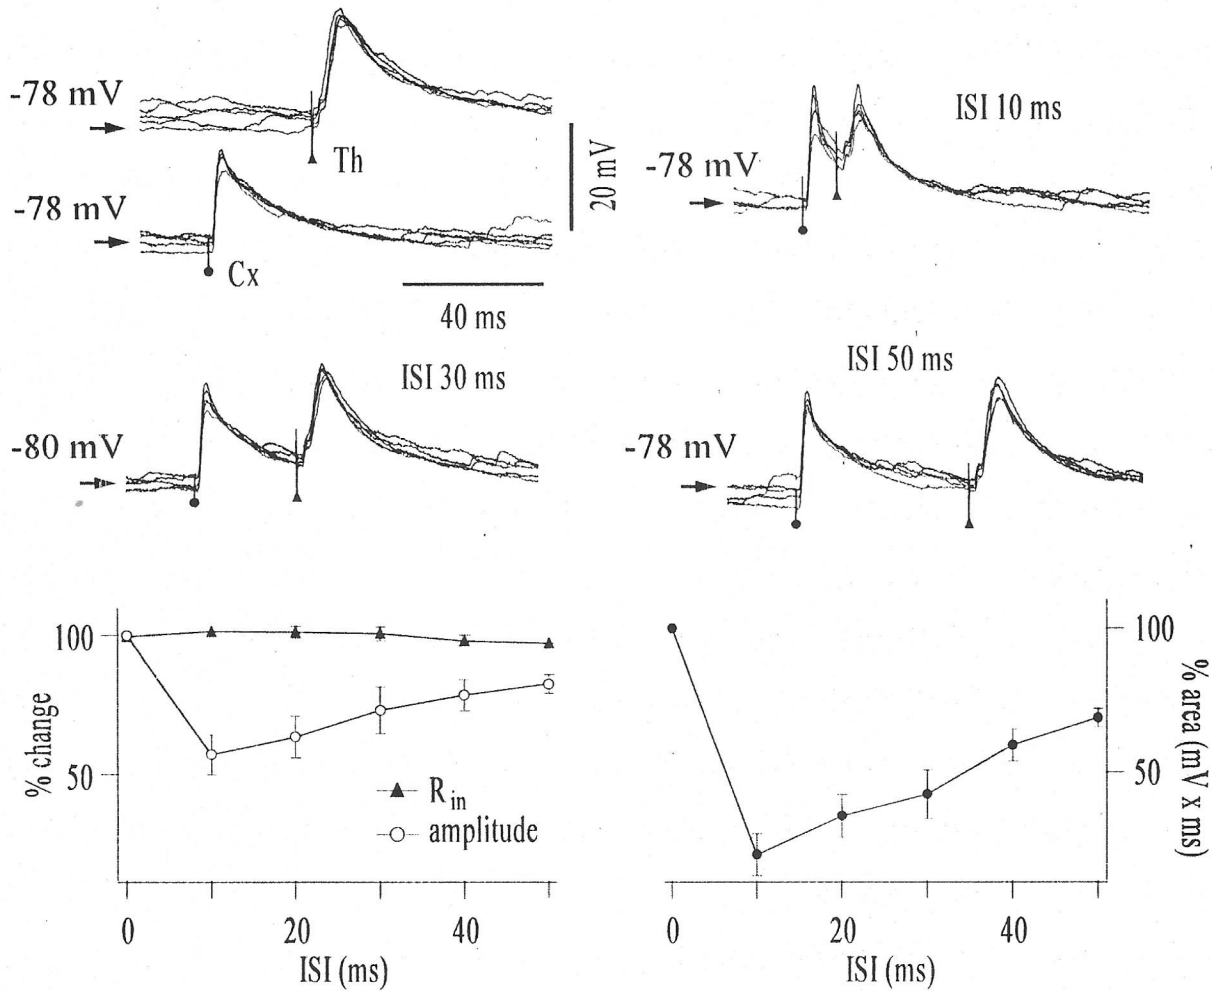 -78 mV
Th
-78 mV
Cx
20 mV
40 ms
ISI 10 ms
-78 mV
ISI 30 ms
-80 mV
ISI 50 ms
-78 mV
% change
100
50
R in
amplitude
0 20 40
ISI (ms)
100
50
% area (mV x ms)
0 20 40
ISI (ms)